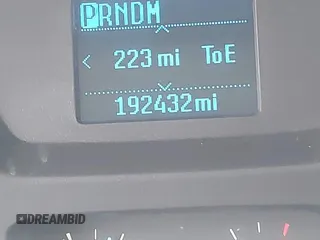 PRNDM
< 223 mi ToE
192432mi
DREAMBID